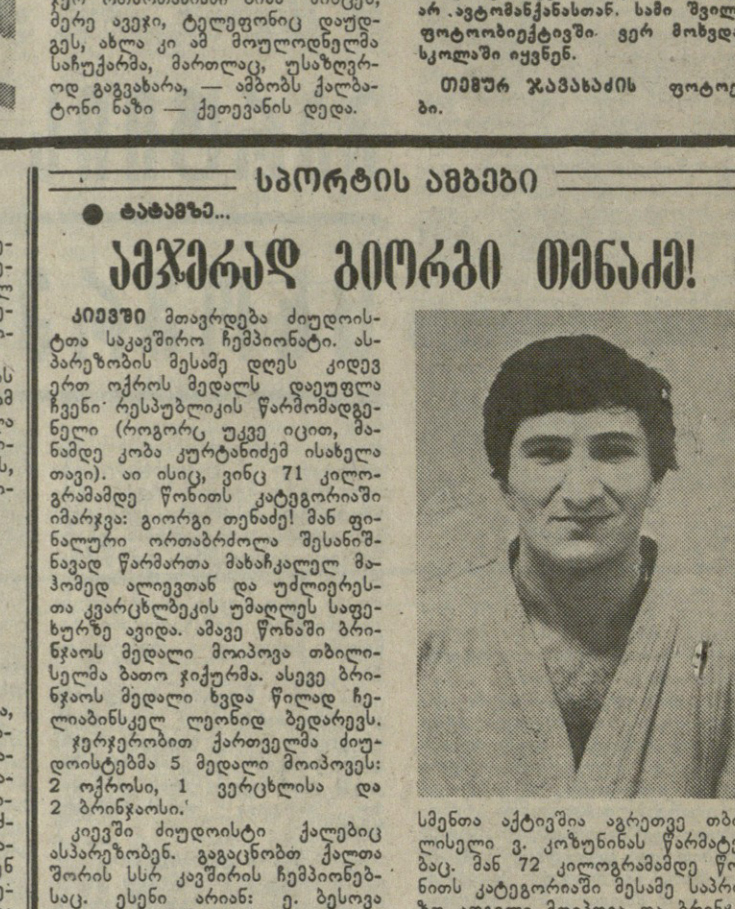 მერე ავეჯი, ტელეფონიც დაუდ-
გეს, ახლა კი ამ მოულოდნელმა
საჩუქარმა, მართლაც, უსაზღვრ-
ოდ გაგვახარა, — ამბობს ქალბა-
ტონი ნაზი — ქეთევანის დედა.
არ ავტომანქანასთან. სამი შვილ
ფოტოობიექტივში ვერ მოხვდა
სკოლაში იყვნენ.
თემურ ჯავახაძის ფოტოე
ბი.
სპორტის ამბები
● ტატამზე...
ამჯერად გიორგი თენაძე!
კიევში მთავრდება ძიუდოის-
ტთა საკავშირო ჩემპიონატი. ას-
პარეზობის მესამე დღეს კიდევ
ერთ ოქროს მედალს დაეუფლა
ჩვენი რესპუბლიკის წარმომადგე-
ნელი (როგორც უკვე იცით, მა-
ნამდე კობა კურტანიძემ ისახელა
თავი). აი ისიც, ვინც 71 კილო-
გრამამდე წონითს კატეგორიაში
იმარჯვა: გიორგი თენაძე! მან ფი-
ნალური ორთაბრძოლა შესანიშ-
ნავად წარმართა მახაჩკალელ მა-
ჰომედ ალიევთან და უძლიერეს-
თა კვარცხლბეკის უმაღლეს საფე-
ხურზე ავიდა. ამავე წონაში ბრი-
ნჯაოს მედალი მოიპოვა თბილი-
სელმა ბათო ჯიქურმა. ასევე ბრი-
ნჯაოს მედალი ხვდა წილად ჩე-
ლიაბინსკელ ლეონიდ ბედარევს.
ჯერჯერობით ქართველმა ძიუ-
დოისტებმა 5 მედალი მოიპოვეს:
2 ოქროსი, 1 ვერცხლისა და
2 ბრინჯაოსი.
კიევში ძიუდოისტი ქალებიც
ასპარეზობენ. გაგაცნობთ ქალთა
შორის სსრ კავშირის ჩემპიონებ-
საც. ესენი არიან: ე. ბესოვა
სმენთა აქტივშია აგრეთვე თბი
ლისელი ვ. კოზუნინას წარმატე
ბაც. მან 72 კილოგრამამდე წო
ნითს კატეგორიაში მესამე საპრი